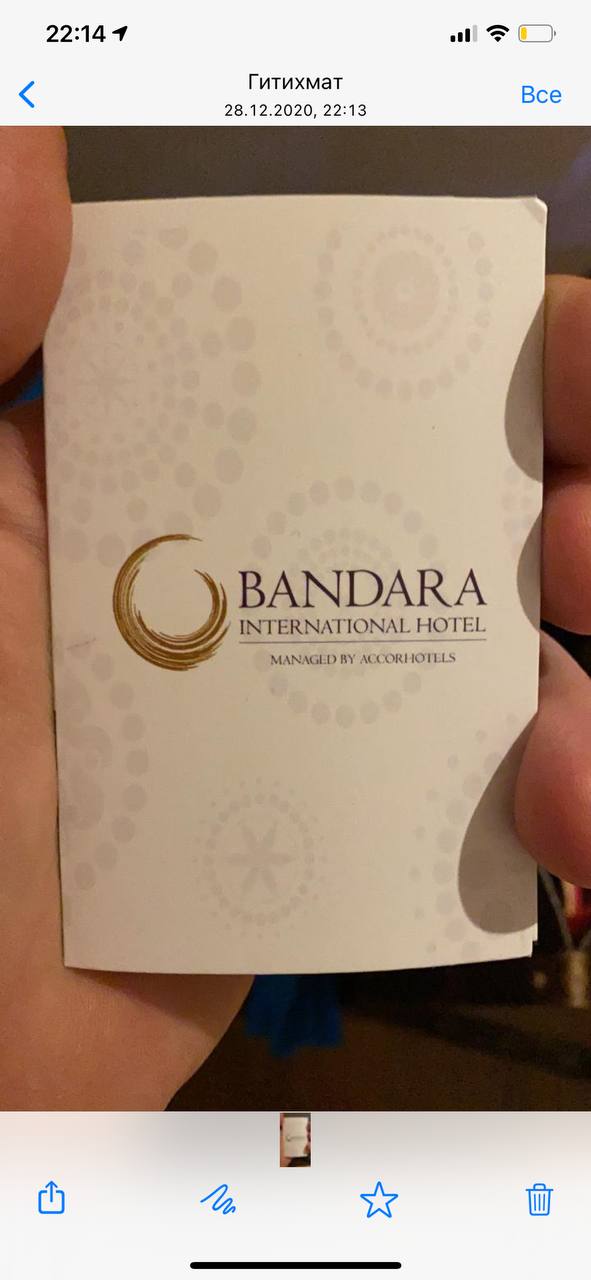 22:14
Гитихмат
28.12.2020, 22:13
Все
BANDARA
INTERNATIONAL HOTEL
MANAGED BY ACCORHOTELS